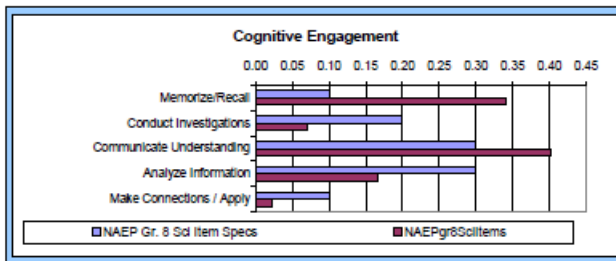 Cognitive Engagement
0.00 0.05 0.10 0.15 0.20 0.25 0.30 0.35 0.40 0.45
Memorize/Recall
Conduct Investigations
Communicate Understanding
Analyze Information
Make Connections / Apply
NAEP Gr. 8 Sci Item Specs NAEPgr8SciItems